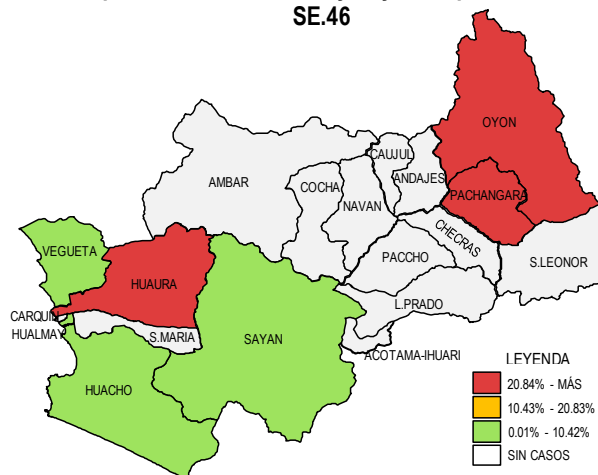 SE.46
OYON
CAUJUL
AMBAR
COCHA
ANDAJES
PACHANGARA
NAVAN
CHECRAS
VEGUETA
PACCHO
S.LEONOR
HUAURA
L.PRADO
CARQUIN
HUALMAY
S.MARIA
SAYAN
ACOTAMA-IHUARI
HUACHO
LEYENDA
20.84% - MÁS
10.43% - 20.83%
0.01% - 10.42%
SIN CASOS